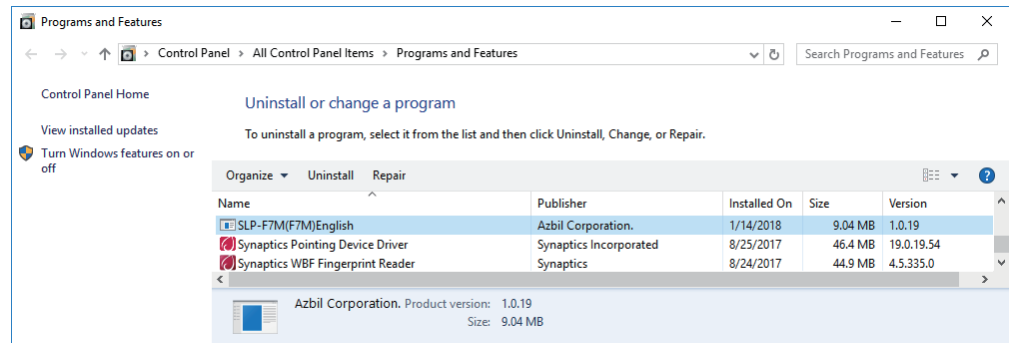 Programs and Features
Control Panel > All Control Panel Items > Programs and Features
Search Programs and Features
Control Panel Home
View installed updates
Turn Windows features on or
off
Uninstall or change a program
To uninstall a program, select it from the list and then click Uninstall, Change, or Repair.
Organize Uninstall Repair
Name Publisher Installed On Size Version
SLP-F7M(F7M)English Azbil Corporation. 1/14/2018 9.04 MB 1.0.19
Synaptics Pointing Device Driver Synaptics Incorporated 8/25/2017 46.4 MB 19.0.19.54
Synaptics WBF Fingerprint Reader Synaptics 8/24/2017 44.9 MB 4.5.335.0
Azbil Corporation. Product version: 1.0.19
Size: 9.04 MB